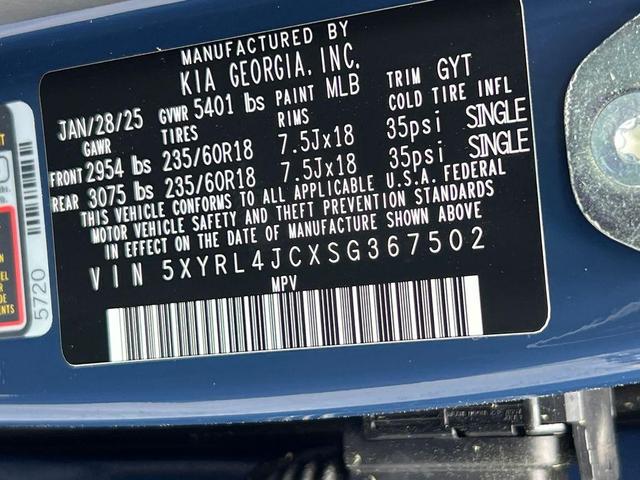 MANUFACTURED BY
KIA GEORGIA, INC.
JAN/28/25 GVWR 5401 lbs PAINT MLB TRIM GYT
GAWR TIRES RIMS COLD TIRE INFL
FRONT 2954 lbs 235/60R18 7.5Jx18 35psi SINGLE
REAR 3075 lbs 235/60R18 7.5Jx18 35psi SINGLE
THIS VEHICLE CONFORMS TO ALL APPLICABLE U.S.A. FEDERAL
MOTOR VEHICLE SAFETY AND THEFT PREVENTION STANDARDS
IN EFFECT ON THE DATE OF MANUFACTURE SHOWN ABOVE
VIN 5XYRL4JCXSG367502
MPV
5720